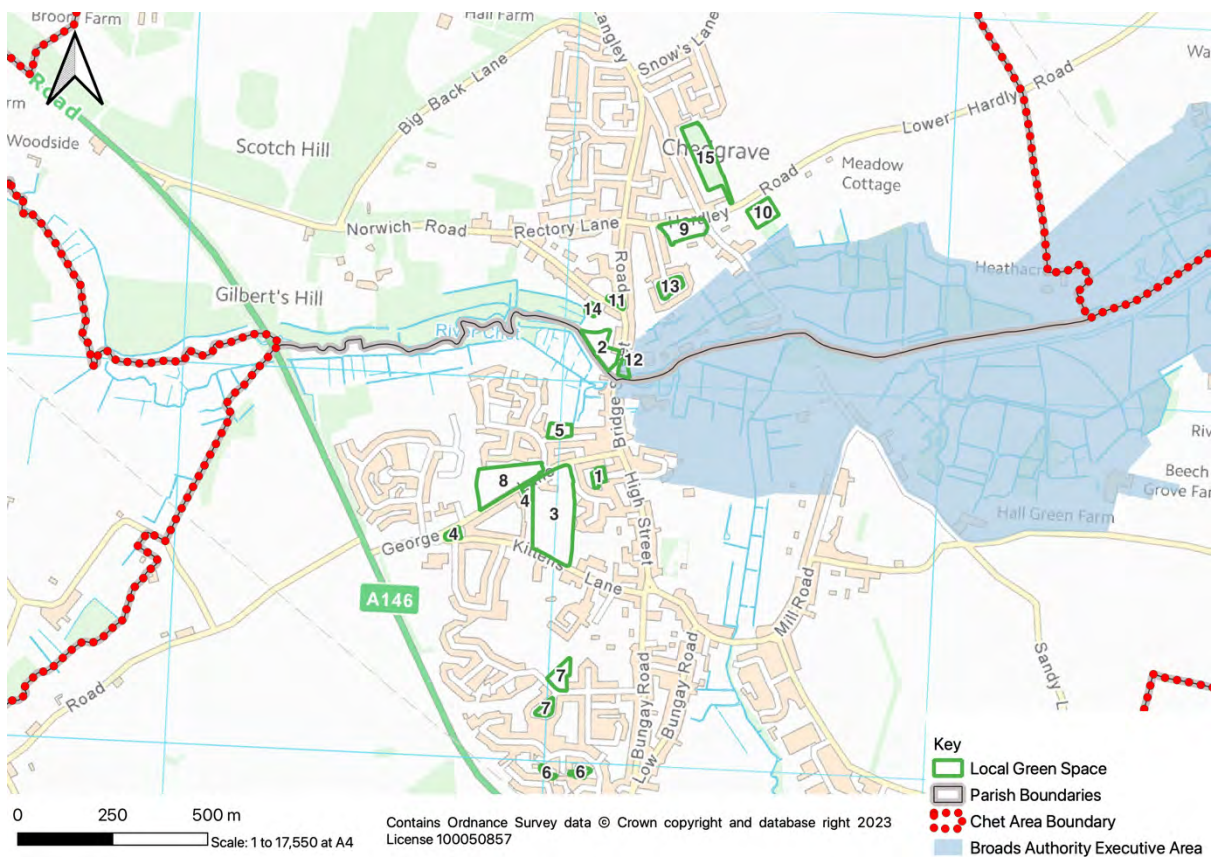 Broom Farm
Hall Farm
Langley
Snow's Lane
Road
Big Back Lane
Lower Hardly Road
Woodside
Scotch Hill
Chedgrave
15
Meadow
Cottage
Norwich Road
Rectory Lane
Hardley Road
10
9
Road
Heathacre
13
Gilbert's Hill
11
14
River Chet
2
12
Bridge
5
8
1
High Street
4
3
Beech
Grove Farm
Hall Green Farm
George Lane
4
Kittens Lane
A146
Mill Road
Sandy L
Road
7
7
Bungay Road
Low Bungay Road
6
6
Key
Local Green Space
Parish Boundaries
Chet Area Boundary
Broads Authority Executive Area
0 250 500 m
Scale: 1 to 17,550 at A4
Contains Ordnance Survey data © Crown copyright and database right 2023
License 100050857